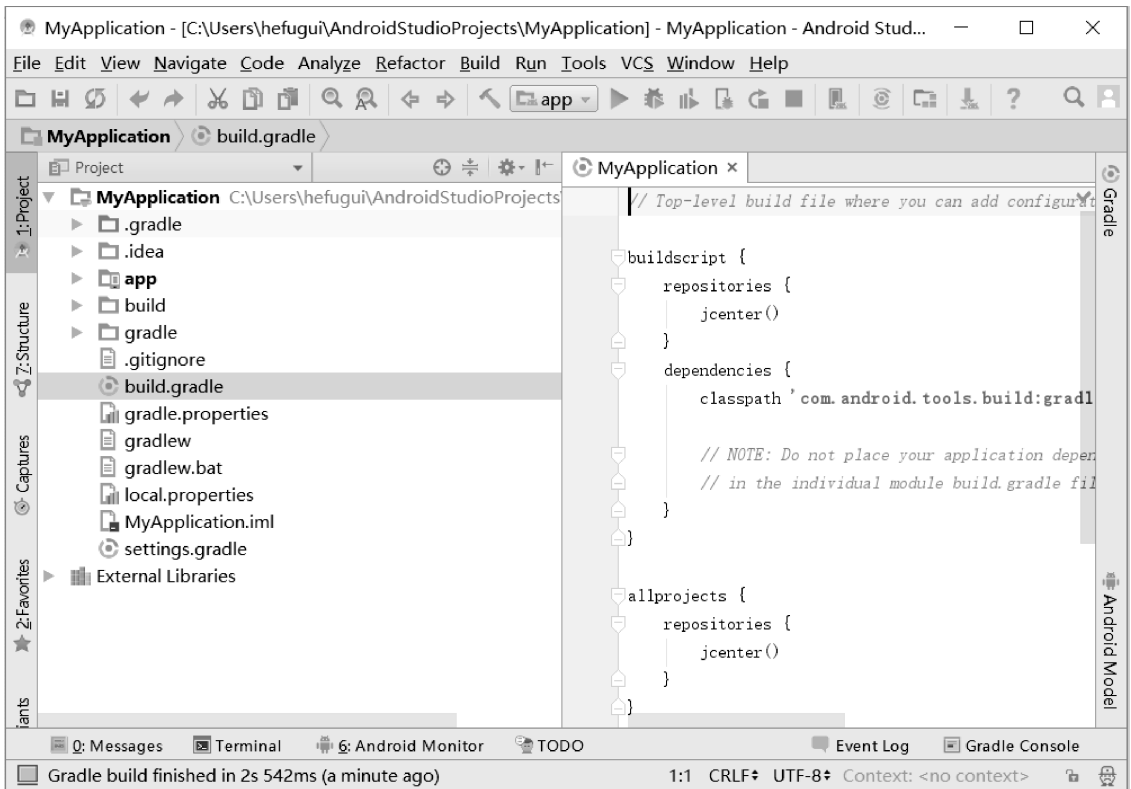 MyApplication - [C:\Users\hefugui\AndroidStudioProjects\MyApplication] - MyApplication - Android Stud...
File Edit View Navigate Code Analyze Refactor Build Run Tools VCS Window Help
app
MyApplication build.gradle
Project
MyApplication
1:Project
7:Structure
Captures
2:Favorites
iants
MyApplication C:\Users\hefugui\AndroidStudioProjects
.gradle
.idea
app
build
gradle
.gitignore
build.gradle
gradle.properties
gradlew
gradlew.bat
local.properties
MyApplication.iml
settings.gradle
External Libraries
// Top-level build file where you can add configurat
buildscript {
repositories {
jcenter()
}
dependencies {
classpath 'com.android.tools.build:gradl
// NOTE: Do not place your application depen
// in the individual module build.gradle fil
}
}
allprojects {
repositories {
jcenter()
}
}
Gradle
Android Model
0: Messages Terminal 6: Android Monitor TODO Event Log Gradle Console
Gradle build finished in 2s 542ms (a minute ago) 1:1 CRLF UTF-8 Context: <no context>